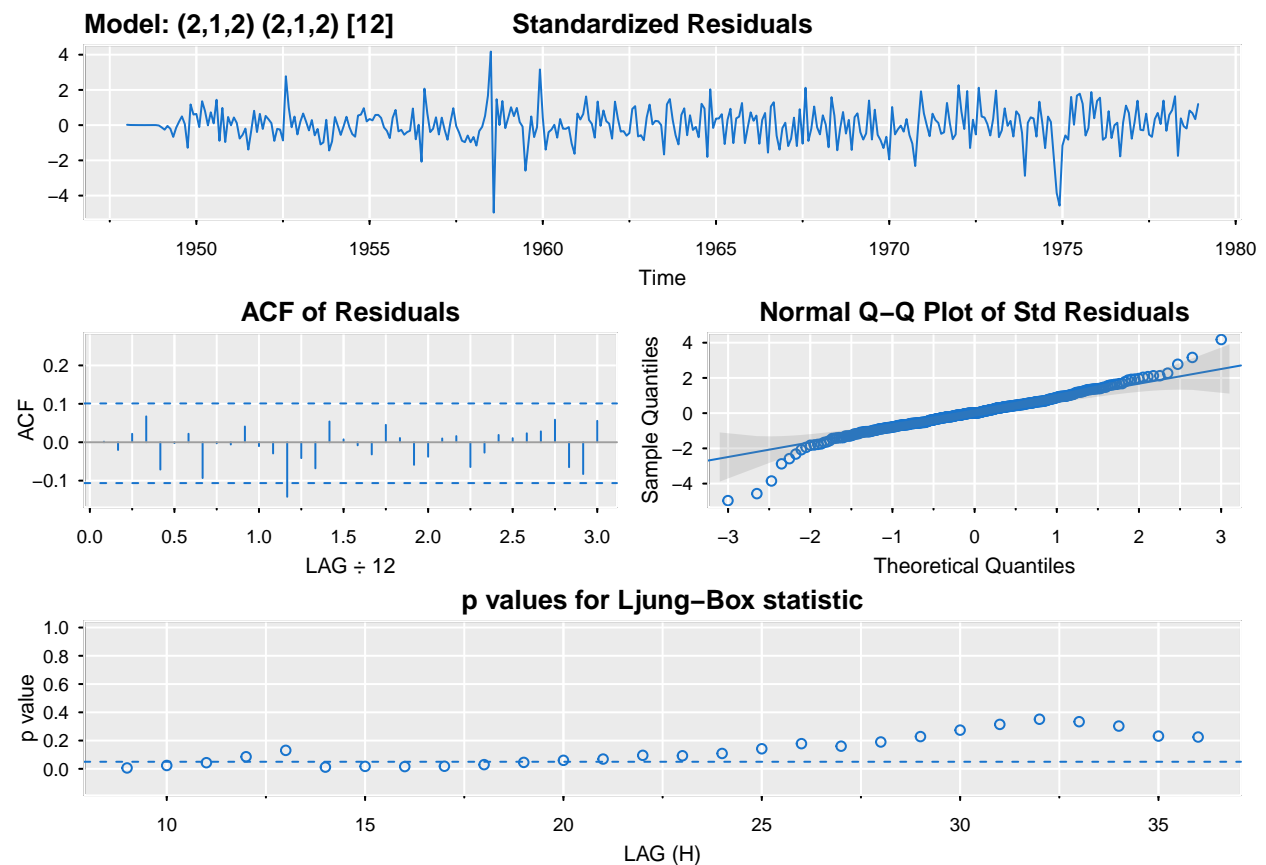 Model: (2,1,2) (2,1,2) [12] Standardized Residuals
4
2
0
−2
−4
1950 1955 1960 1965 1970 1975 1980
Time
ACF of Residuals
0.2
0.1
0.0
−0.1
ACF
0.0 0.5 1.0 1.5 2.0 2.5 3.0
LAG ÷ 12
Normal Q−Q Plot of Std Residuals
4
2
0
−2
−4
Sample Quantiles
−3 −2 −1 0 1 2 3
Theoretical Quantiles
p values for Ljung−Box statistic
1.0
0.8
0.6
0.4
0.2
0.0
p value
10 15 20 25 30 35
LAG (H)